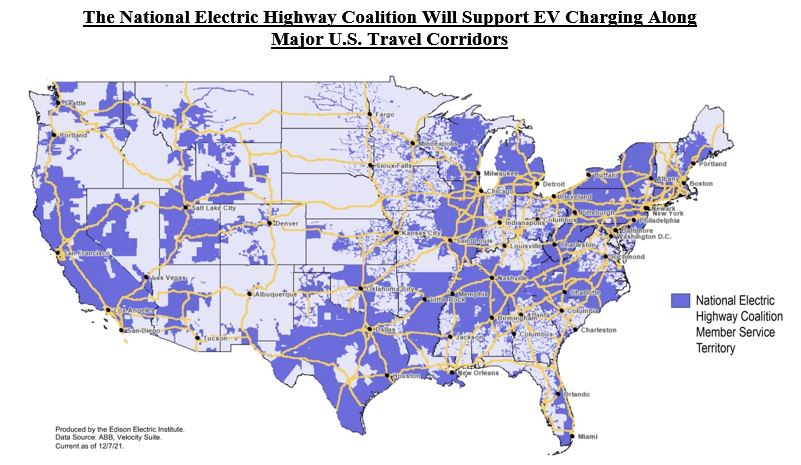 The National Electric Highway Coalition Will Support EV Charging Along
Major U.S. Travel Corridors
Seattle
Portland
Fargo
Minneapolis
Sioux Falls
Milwaukee
Chicago
Detroit
Buffalo
Albany
Portland
Boston
Cleveland
Newark
New York
Philadelphia
Pittsburgh
Columbus
Baltimore
Washington D.C.
Indianapolis
Salt Lake City
Denver
Kansas City
Saint Louis
Louisville
Charleston
Richmond
San Francisco
Las Vegas
Albuquerque
Oklahoma City
Nashville
Memphis
Little Rock
Charlotte
Los Angeles
San Diego
Tucson
Dallas
Birmingham
Atlanta
Columbia
Columbus
Charleston
Jackson
Houston
New Orleans
Orlando
Miami
National Electric
Highway Coalition
Member Service
Territory
Produced by the Edison Electric Institute.
Data Source: ABB, Velocity Suite.
Current as of 12/7/21.